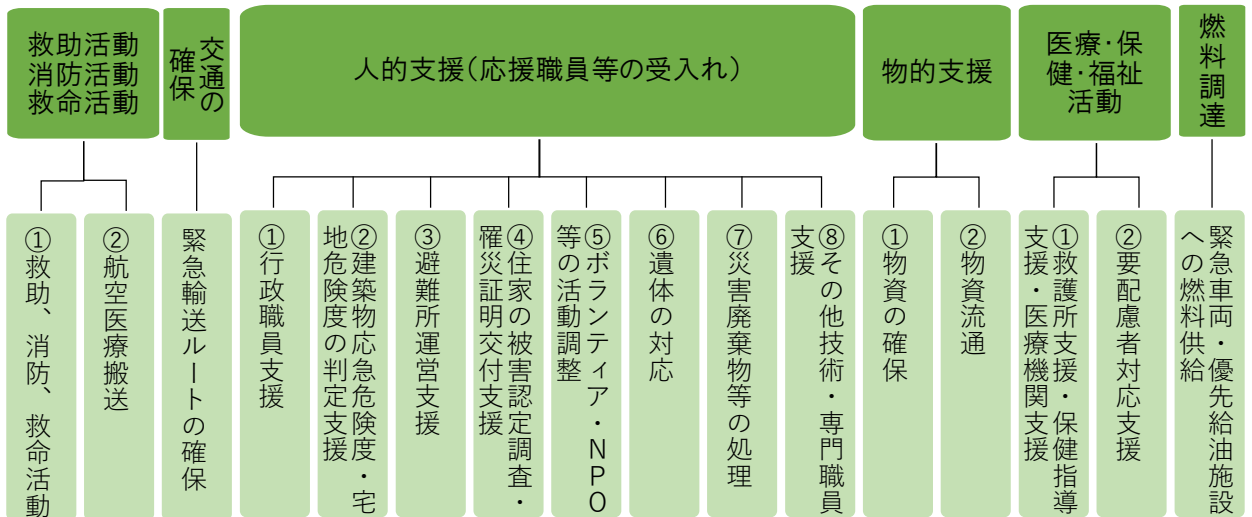 救助活動
消防活動
救命活動
交通の
確保
人的支援（応援職員等の受入れ）
物的支援
医療・保
健・福祉
活動
燃料調達
①救助、消防、救命活動
②航空医療搬送
緊急輸送ルートの確保
①行政職員支援
②建築物応急危険度・宅
地危険度の判定支援
③避難所運営支援
④住家の被害認定調査・
罹災証明交付支援
⑤ボランティア・NPO
等の活動調整
⑥遺体の対応
⑦災害廃棄物等の処理
⑧その他技術・専門職員
支援
①物資の確保
②物資流通
①救護所支援・保健指導
支援・医療機関支援
②要配慮者対応支援
緊急車両・優先給油施設
への燃料供給